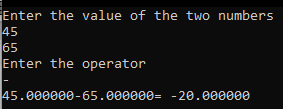 Enter the value of the two numbers
45
65
Enter the operator
-
45.000000-65.000000= -20.000000